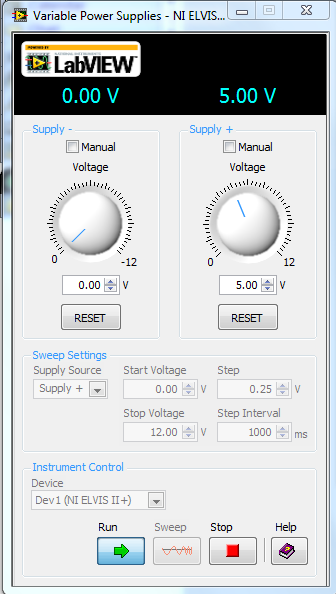 Variable Power Supplies - NI ELVIS...
POWERED BY
NATIONAL INSTRUMENTS
LabVIEW™
0.00 V 5.00 V
Supply - Supply +
Manual Manual
Voltage Voltage
0 -12 0 12
0.00 V 5.00 V
RESET RESET
Sweep Settings
Supply Source Start Voltage Step
Supply + 0.00 V 0.25 V
Stop Voltage Step Interval
12.00 V 1000 ms
Instrument Control
Device
Dev1 (NI ELVIS II+)
Run Sweep Stop Help